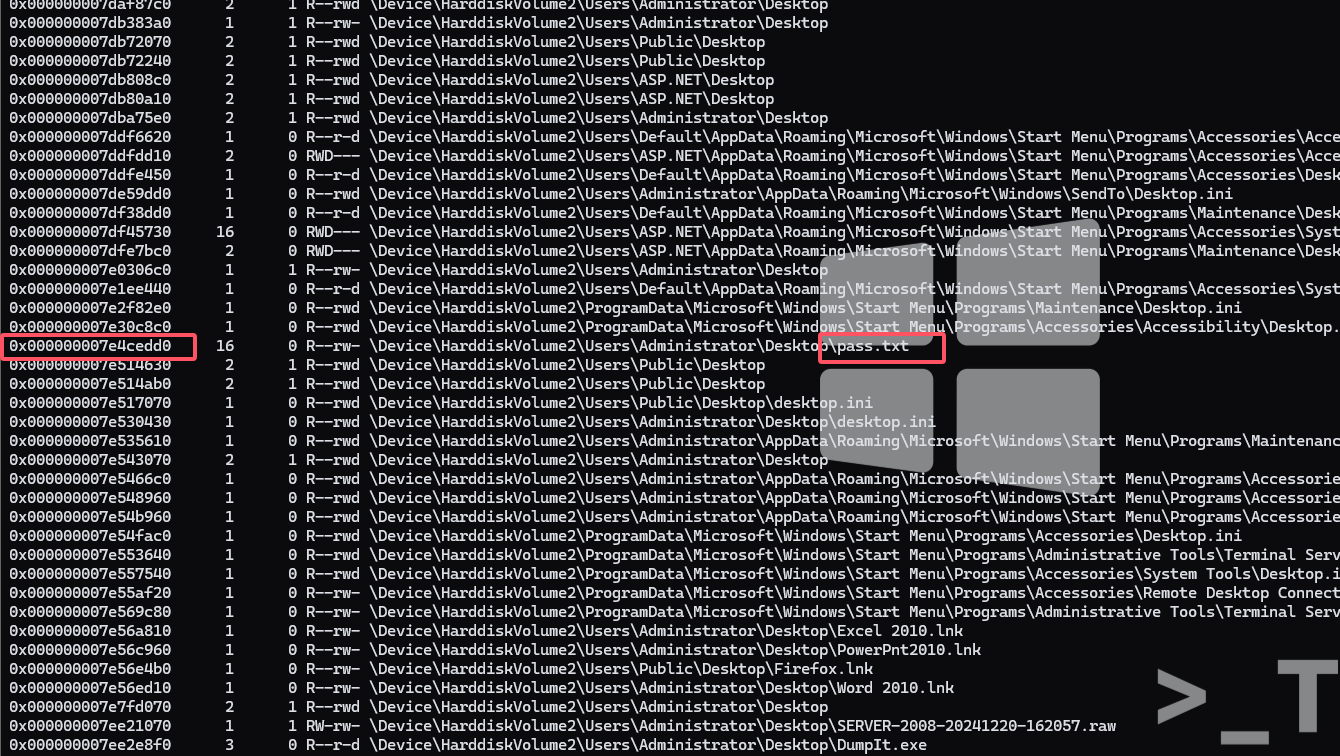 0x000000007daf87c0      2      1 R--rwd \Device\HarddiskVolume2\Users\Administrator\Desktop
0x000000007db383a0      1      1 R--rw- \Device\HarddiskVolume2\Users\Administrator\Desktop
0x000000007db72070      2      1 R--rwd \Device\HarddiskVolume2\Users\Public\Desktop
0x000000007db72240      2      1 R--rwd \Device\HarddiskVolume2\Users\Public\Desktop
0x000000007db808c0      2      1 R--rwd \Device\HarddiskVolume2\Users\ASP.NET\Desktop
0x000000007db80a10      2      1 R--rwd \Device\HarddiskVolume2\Users\ASP.NET\Desktop
0x000000007dba75e0      2      1 R--rwd \Device\HarddiskVolume2\Users\Administrator\Desktop
0x000000007ddf6620      1      0 R--r-d \Device\HarddiskVolume2\Users\Default\AppData\Roaming\Microsoft\Windows\Start Menu\Programs\Accessories\Acce
0x000000007ddfdd10      2      0 RWD--- \Device\HarddiskVolume2\Users\ASP.NET\AppData\Roaming\Microsoft\Windows\Start Menu\Programs\Accessories\Acce
0x000000007ddfe450      1      0 R--r-d \Device\HarddiskVolume2\Users\Default\AppData\Roaming\Microsoft\Windows\Start Menu\Programs\Accessories\Desk
0x000000007de59dd0      1      0 R--rwd \Device\HarddiskVolume2\Users\Administrator\AppData\Roaming\Microsoft\Windows\SendTo\Desktop.ini
0x000000007df38dd0      1      0 R--r-d \Device\HarddiskVolume2\Users\Default\AppData\Roaming\Microsoft\Windows\Start Menu\Programs\Maintenance\Desk
0x000000007df45730     16      0 RWD--- \Device\HarddiskVolume2\Users\ASP.NET\AppData\Roaming\Microsoft\Windows\Start Menu\Programs\Accessories\Syst
0x000000007dfe7bc0      2      0 RWD--- \Device\HarddiskVolume2\Users\ASP.NET\AppData\Roaming\Microsoft\Windows\Start Menu\Programs\Maintenance\Desk
0x000000007e0306c0      1      1 R--rw- \Device\HarddiskVolume2\Users\Administrator\Desktop
0x000000007e1ee440      1      0 R--r-d \Device\HarddiskVolume2\Users\Default\AppData\Roaming\Microsoft\Windows\Start Menu\Programs\Accessories\Syst
0x000000007e2f82e0      1      0 R--rwd \Device\HarddiskVolume2\ProgramData\Microsoft\Windows\Start Menu\Programs\Maintenance\Desktop.ini
0x000000007e30c8c0      1      0 R--rwd \Device\HarddiskVolume2\ProgramData\Microsoft\Windows\Start Menu\Programs\Accessories\Accessibility\Desktop.
0x000000007e4cedd0     16      0 R--rw- \Device\HarddiskVolume2\Users\Administrator\Desktop\pass.txt
0x000000007e514630      2      1 R--rwd \Device\HarddiskVolume2\Users\Public\Desktop
0x000000007e514ab0      2      1 R--rwd \Device\HarddiskVolume2\Users\Public\Desktop
0x000000007e517070      1      0 R--rwd \Device\HarddiskVolume2\Users\Public\Desktop\desktop.ini
0x000000007e530430      1      0 R--rwd \Device\HarddiskVolume2\Users\Administrator\Desktop\desktop.ini
0x000000007e535610      1      0 R--rwd \Device\HarddiskVolume2\Users\Administrator\AppData\Roaming\Microsoft\Windows\Start Menu\Programs\Maintenanc
0x000000007e543070      2      1 R--rwd \Device\HarddiskVolume2\Users\Administrator\Desktop
0x000000007e5466c0      1      0 R--rwd \Device\HarddiskVolume2\Users\Administrator\AppData\Roaming\Microsoft\Windows\Start Menu\Programs\Accessorie
0x000000007e548960      1      0 R--rwd \Device\HarddiskVolume2\Users\Administrator\AppData\Roaming\Microsoft\Windows\Start Menu\Programs\Accessorie
0x000000007e54b960      1      0 R--rwd \Device\HarddiskVolume2\Users\Administrator\AppData\Roaming\Microsoft\Windows\Start Menu\Programs\Accessorie
0x000000007e54fac0      1      0 R--rwd \Device\HarddiskVolume2\ProgramData\Microsoft\Windows\Start Menu\Programs\Accessories\Desktop.ini
0x000000007e553640      1      0 R--rwd \Device\HarddiskVolume2\ProgramData\Microsoft\Windows\Start Menu\Programs\Administrative Tools\Terminal Serv
0x000000007e557540      1      0 R--rwd \Device\HarddiskVolume2\ProgramData\Microsoft\Windows\Start Menu\Programs\Accessories\System Tools\Desktop.i
0x000000007e55af20      1      0 R--rwd \Device\HarddiskVolume2\ProgramData\Microsoft\Windows\Start Menu\Programs\Accessories\Remote Desktop Connect
0x000000007e569c80      1      0 R--rwd \Device\HarddiskVolume2\ProgramData\Microsoft\Windows\Start Menu\Programs\Administrative Tools\Terminal Serv
0x000000007e56a810      1      0 R--rw- \Device\HarddiskVolume2\Users\Administrator\Desktop\Excel 2010.lnk
0x000000007e56c960      1      0 R--rw- \Device\HarddiskVolume2\Users\Administrator\Desktop\PowerPnt2010.lnk
0x000000007e56e4b0      1      0 R--rw- \Device\HarddiskVolume2\Users\Public\Desktop\Firefox.lnk
0x000000007e56ed10      1      0 R--rw- \Device\HarddiskVolume2\Users\Administrator\Desktop\Word 2010.lnk
0x000000007e7fd070      2      1 R--rwd \Device\HarddiskVolume2\Users\Administrator\Desktop
0x000000007ee21070      1      1 RW-rw- \Device\HarddiskVolume2\Users\Administrator\Desktop\SERVER-2008-20241220-162057.raw
0x000000007ee2e8f0      3      0 R--r-d \Device\HarddiskVolume2\Users\Administrator\Desktop\DumpIt.exe
>_T